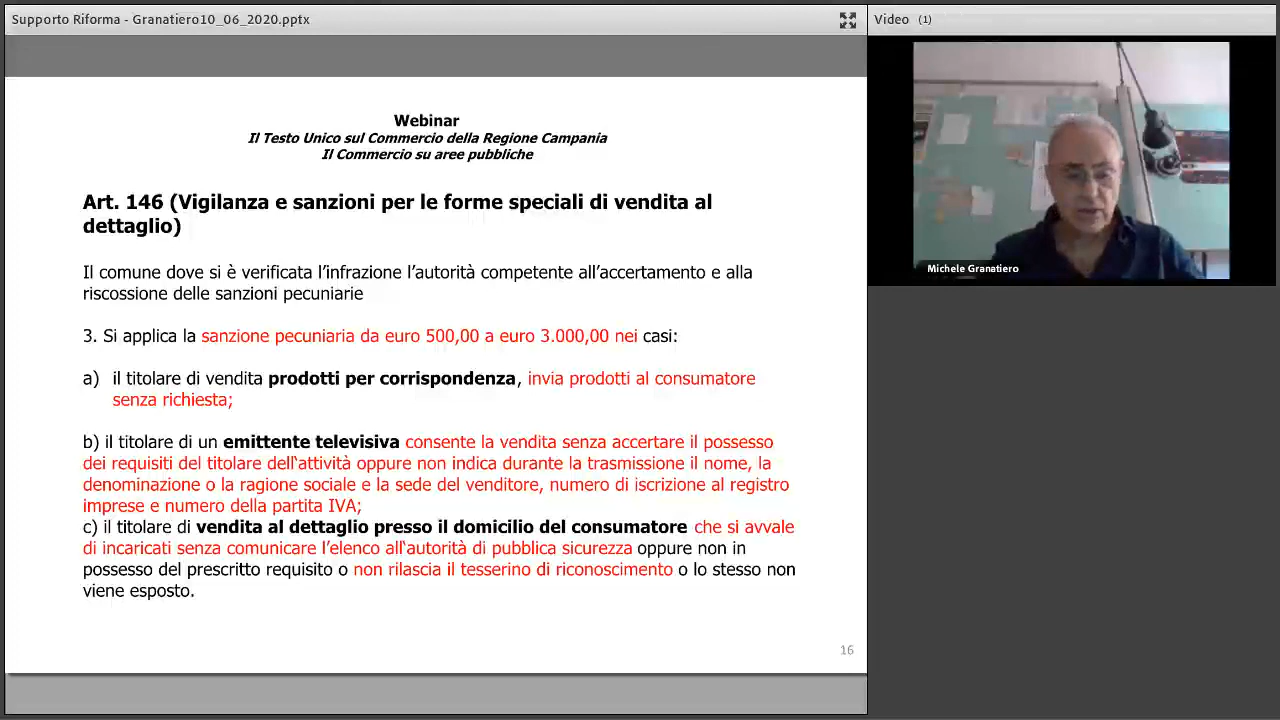 Supporto Riforma - Granatiero10_06_2020.pptx
Video (1)
Webinar
Il Testo Unico sul Commercio della Regione Campania
Il Commercio su aree pubbliche
Art. 146 (Vigilanza e sanzioni per le forme speciali di vendita al
dettaglio)
Il comune dove si è verificata l'infrazione l'autorità competente all'accertamento e alla
riscossione delle sanzioni pecuniarie
3. Si applica la sanzione pecuniaria da euro 500,00 a euro 3.000,00 nei casi:
a) il titolare di vendita prodotti per corrispondenza, invia prodotti al consumatore
senza richiesta;
b) il titolare di un emittente televisiva consente la vendita senza accertare il possesso
dei requisiti del titolare dell'attività oppure non indica durante la trasmissione il nome, la
denominazione o la ragione sociale e la sede del venditore, numero di iscrizione al registro
imprese e numero della partita IVA;
c) il titolare di vendita al dettaglio presso il domicilio del consumatore che si avvale
di incaricati senza comunicare l'elenco all'autorità di pubblica sicurezza oppure non in
possesso del prescritto requisito o non rilascia il tesserino di riconoscimento o lo stesso non
viene esposto.
16
Michele Granatiero